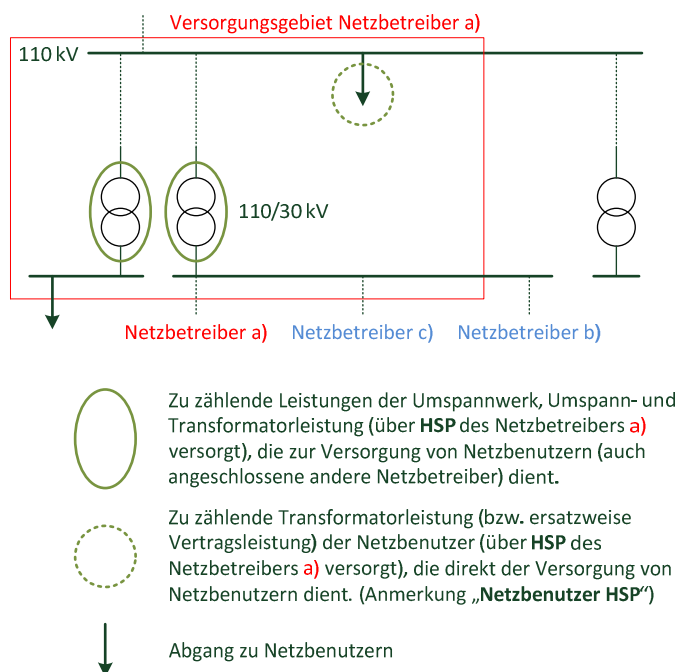 Versorgungsgebiet Netzbetreiber a)
110 kV
110/30 kV
Netzbetreiber a)
Netzbetreiber c)
Netzbetreiber b)
Zu zählende Leistungen der Umspannwerk, Umspann- und
Transformatorleistung (über HSP des Netzbetreibers a)
versorgt), die zur Versorgung von Netzbenutzern (auch
angeschlossene andere Netzbetreiber) dient.
Zu zählende Transformatorleistung (bzw. ersatzweise
Vertragsleistung) der Netzbenutzer (über HSP des
Netzbetreibers a) versorgt), die direkt der Versorgung von
Netzbenutzern dient. (Anmerkung „Netzbenutzer HSP“)
Abgang zu Netzbenutzern